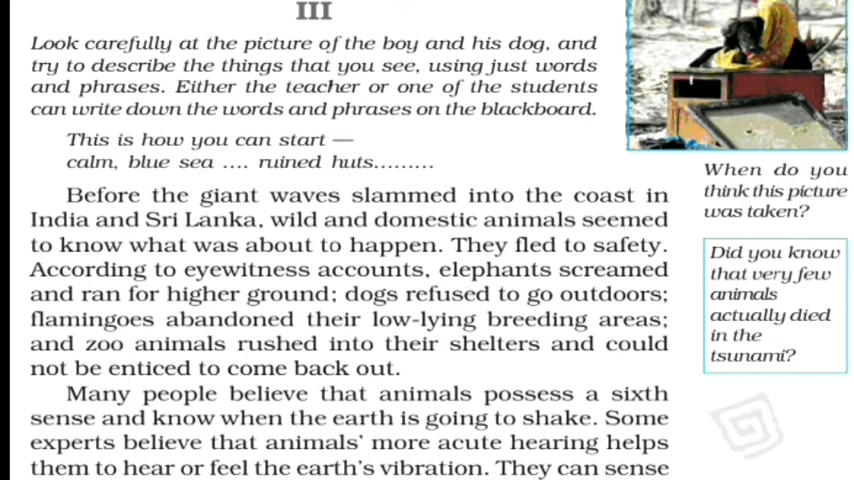 III
Look carefully at the picture of the boy and his dog, and
try to describe the things that you see, using just words
and phrases. Either the teacher or one of the students
can write down the words and phrases on the blackboard.
This is how you can start —
calm, blue sea .... ruined huts.........
Before the giant waves slammed into the coast in
India and Sri Lanka, wild and domestic animals seemed
to know what was about to happen. They fled to safety.
According to eyewitness accounts, elephants screamed
and ran for higher ground; dogs refused to go outdoors;
flamingoes abandoned their low-lying breeding areas;
and zoo animals rushed into their shelters and could
not be enticed to come back out.
Many people believe that animals possess a sixth
sense and know when the earth is going to shake. Some
experts believe that animals' more acute hearing helps
them to hear or feel the earth's vibration. They can sense
When do you
think this picture
was taken?
Did you know
that very few
animals
actually died
in the
tsunami?